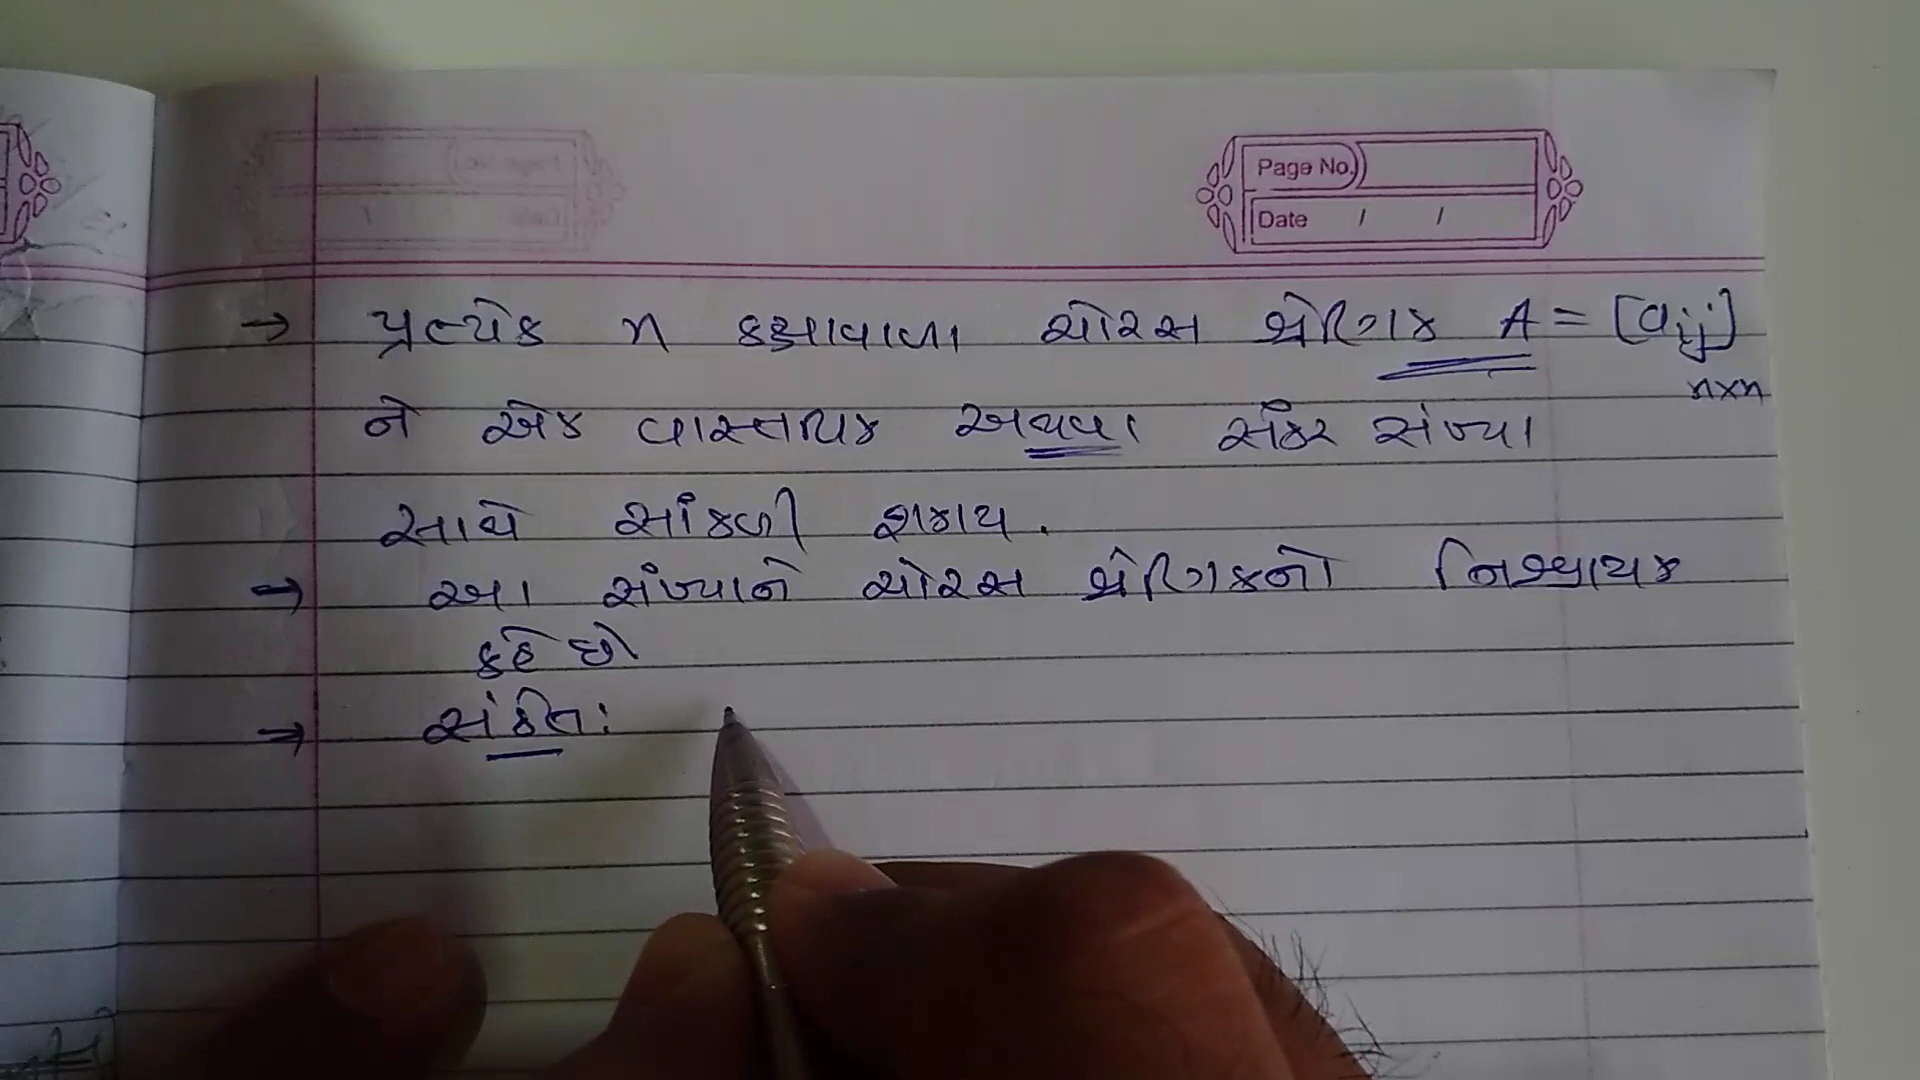 Page No.
Date / /
→ પ્રત્યેક n કક્ષાવાળા ચોરસ શ્રેણિક A = [aij]
n×n
ને એક વાસ્તવિક અથવા સંકર સંખ્યા
સાથે સાંકળી શકાય.
→ આ સંખ્યાને ચોરસ શ્રેણિકનો નિશ્ચાયક
કહે છે
→ સંકેત: